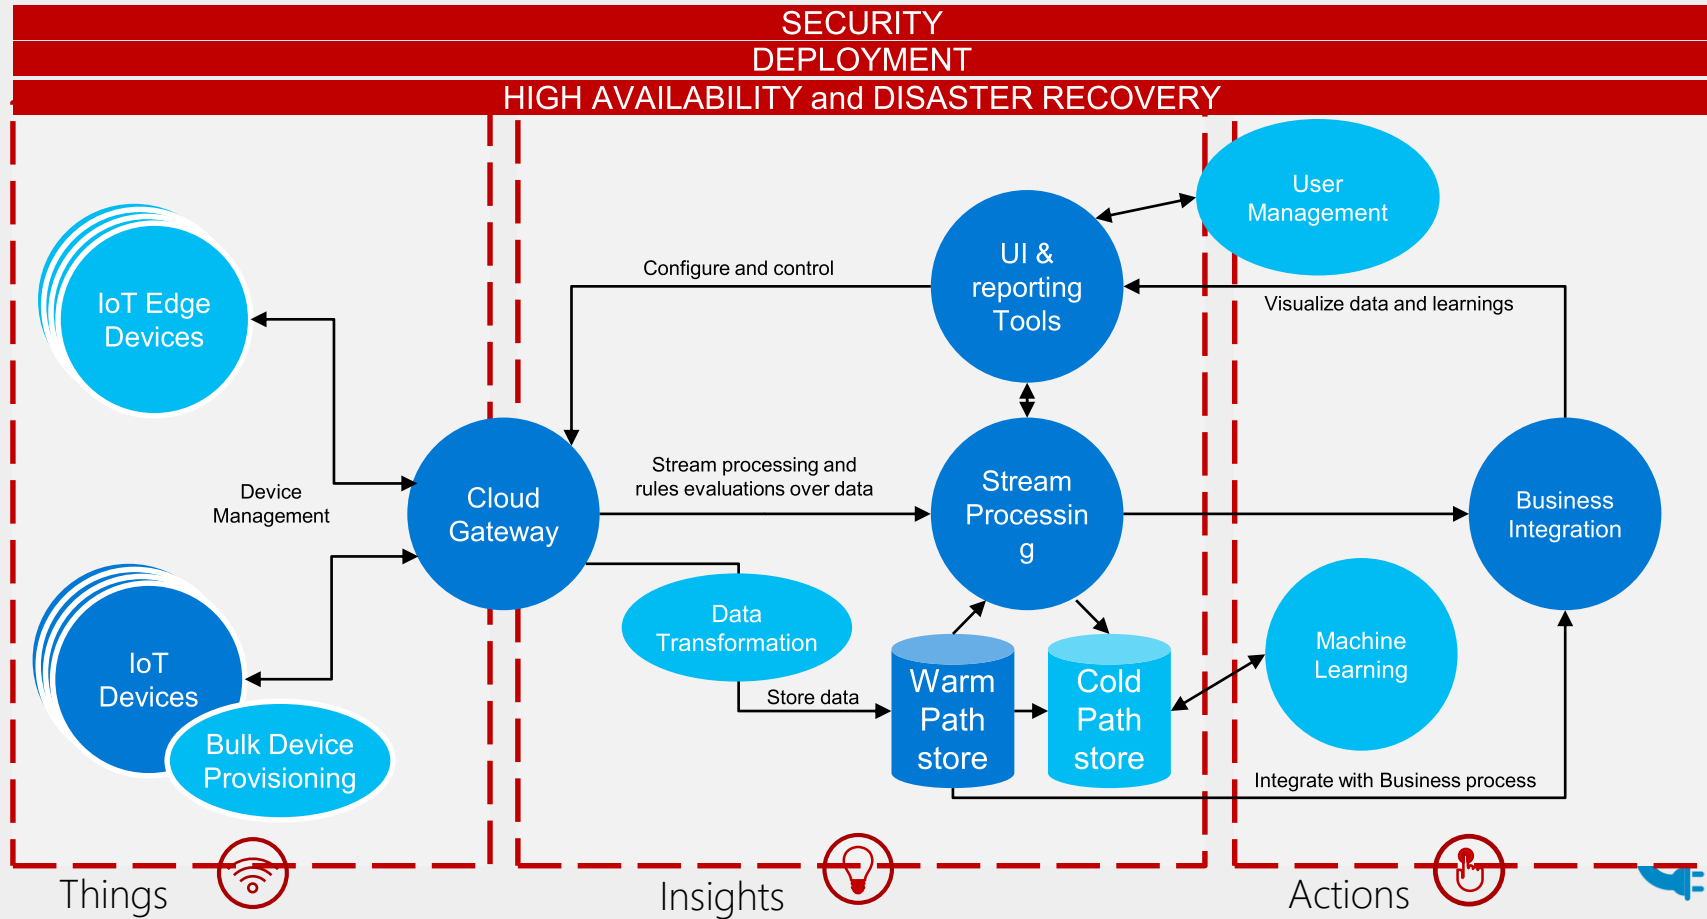 SECURITY
DEPLOYMENT
HIGH AVAILABILITY and DISASTER RECOVERY
User
Management
UI &
reporting
Tools
Configure and control
Visualize data and learnings
IoT Edge
Devices
Device
Management
Cloud
Gateway
Stream processing and
rules evaluations over data
Stream
Processin
g
Business
Integration
IoT
Devices
Bulk Device
Provisioning
Data
Transformation
Store data
Warm
Path
store
Cold
Path
store
Machine
Learning
Integrate with Business process
Things
Insights
Actions